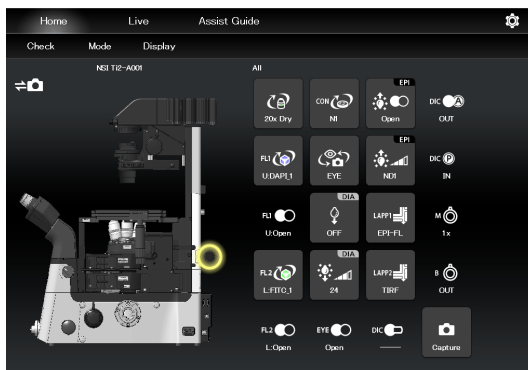 Home Live Assist Guide
Check Mode Display
NSI Ti2-A001 All
EPI
CON DIC A
20x Dry N1 Open OUT
EPI
FL1 DIC P
U:DAPI_1 EYE ND1 IN
DIA
FL1 LAPP1 M
U:Open OFF EPI-FL 1x
DIA
FL2 LAPP2 B
L:FITC_1 24 TIRF OUT
FL2 EYE DIC
L:Open Open Capture